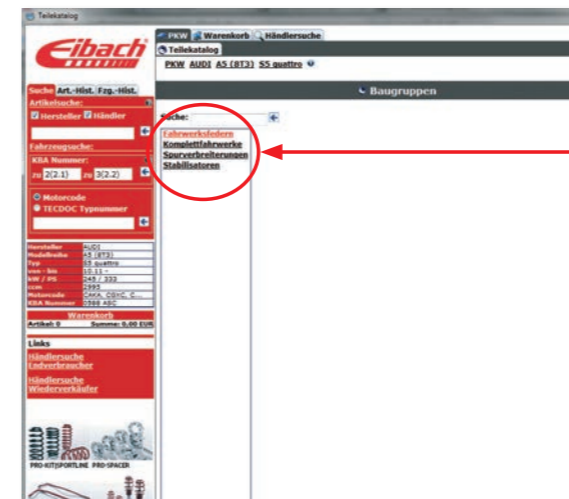 Teilekatalog
eibach
PKW Warenkorb Händlersuche
Teilekatalog
PKW AUDI A5 (8T3) S5 quattro
Baugruppen
Suche Art.-Hist. Fzg.-Hist.
Artikelsuche:
Hersteller Händler
Fahrzeugsuche:
KBA Nummer:
zu 2(2.1) zu 3(2.2)
Motorcode
TECDOC Typnummer
Hersteller AUDI
Modellreihe A5 (8T3)
Typ S5 quattro
von - bis 10.11 -
kW / PS 245 / 333
ccm 2995
Motorcode CAKA, CGXC, C...
KBA Nummer 0588 ABC
Warenkorb
Artikel: 0 Summe: 0,00 EUR
Links
Händlersuche
Endverbraucher
Händlersuche
Wiederverkäufer
PRO-KIT|SPORTLINE PRO-SPACER
Suche:
Fahrwerksfedern
Komplettfahrwerke
Spurverbreiterungen
Stabilisatoren